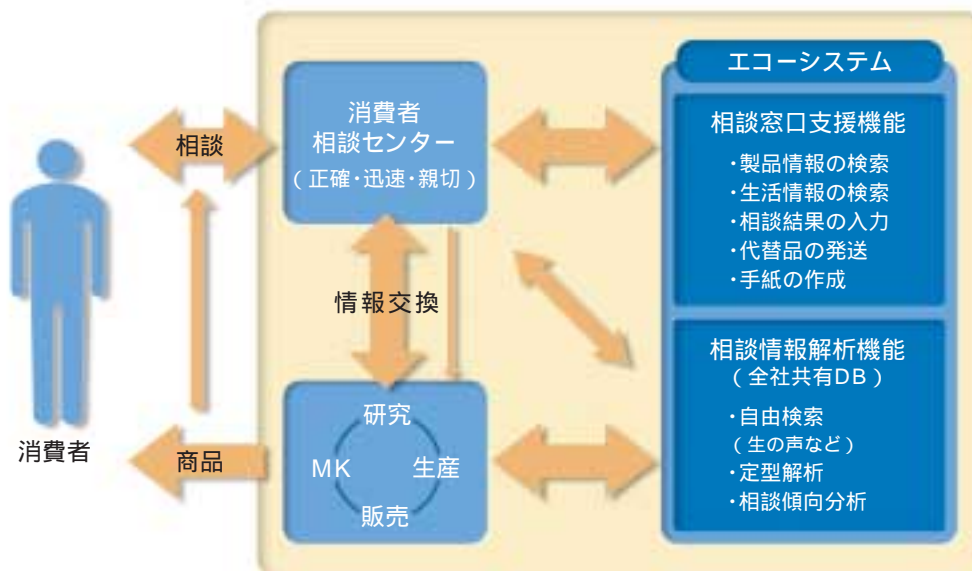 エコーシステム
消費者
相談センター
(正確・迅速・親切)
相談
相談窓口支援機能
・製品情報の検索
・生活情報の検索
・相談結果の入力
・代替品の発送
・手紙の作成
情報交換
相談情報解析機能
(全社共有DB)
・自由検索
(生の声など)
・定型解析
・相談傾向分析
研究
MK
生産
販売
商品
消費者